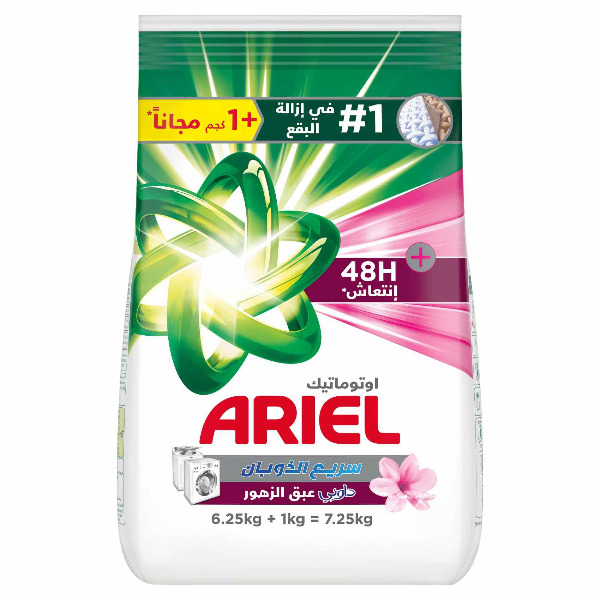 #1 في إزالة البقع
+1 كجم مجاناً*
48H
إنتعاش*
اوتوماتيك
ARIEL
سريع الذوبان
داوني عبق الزهور
6.25kg + 1kg = 7.25kg